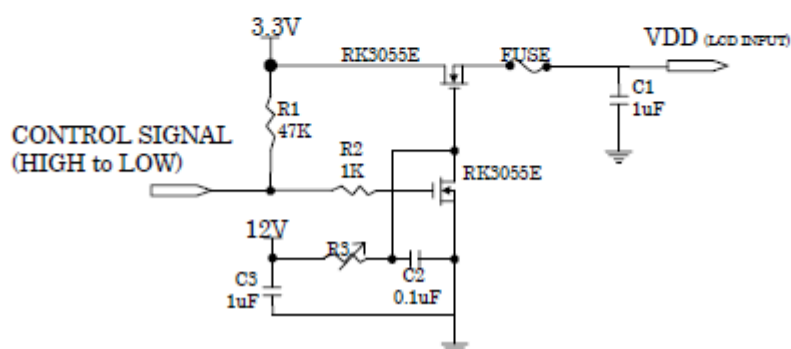 3.3V
RK3055E
FUSE
VDD (LCD INPUT)
C1
1uF
R1
47K
CONTROL SIGNAL
(HIGH to LOW)
R2
1K
RK3055E
12V
R3
C2
0.1uF
C3
1uF